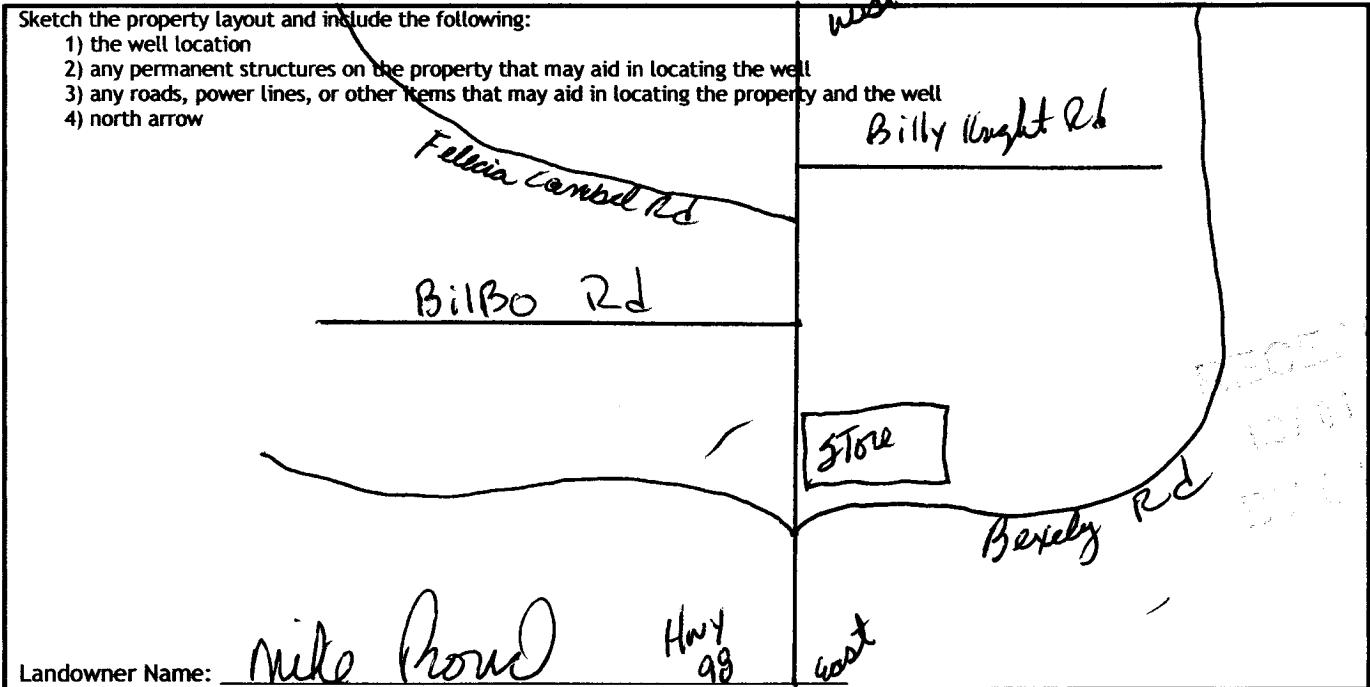 Sketch the property layout and include the following:
1) the well location
2) any permanent structures on the property that may aid in locating the well
3) any roads, power lines, or other items that may aid in locating the property and the well
4) north arrow
west
Billy Knight Rd
Felecia Cambel Rd
BilBo Rd
Store
Bexely Rd
Hwy
98
east
Landowner Name: Mike